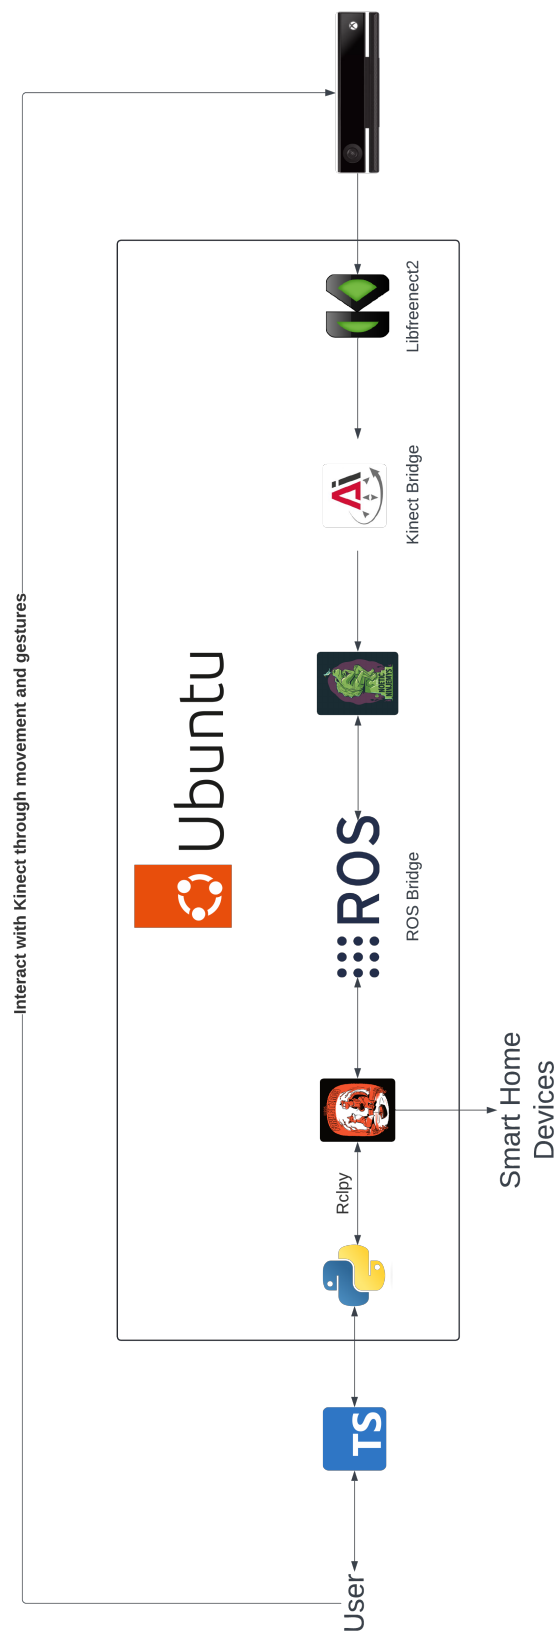 Interact with Kinect through movement and gestures
Ubuntu
User
TS
Rclpy
ROS
ROS Bridge
Ai
Kinect Bridge
Libfreenect2
Smart Home
Devices